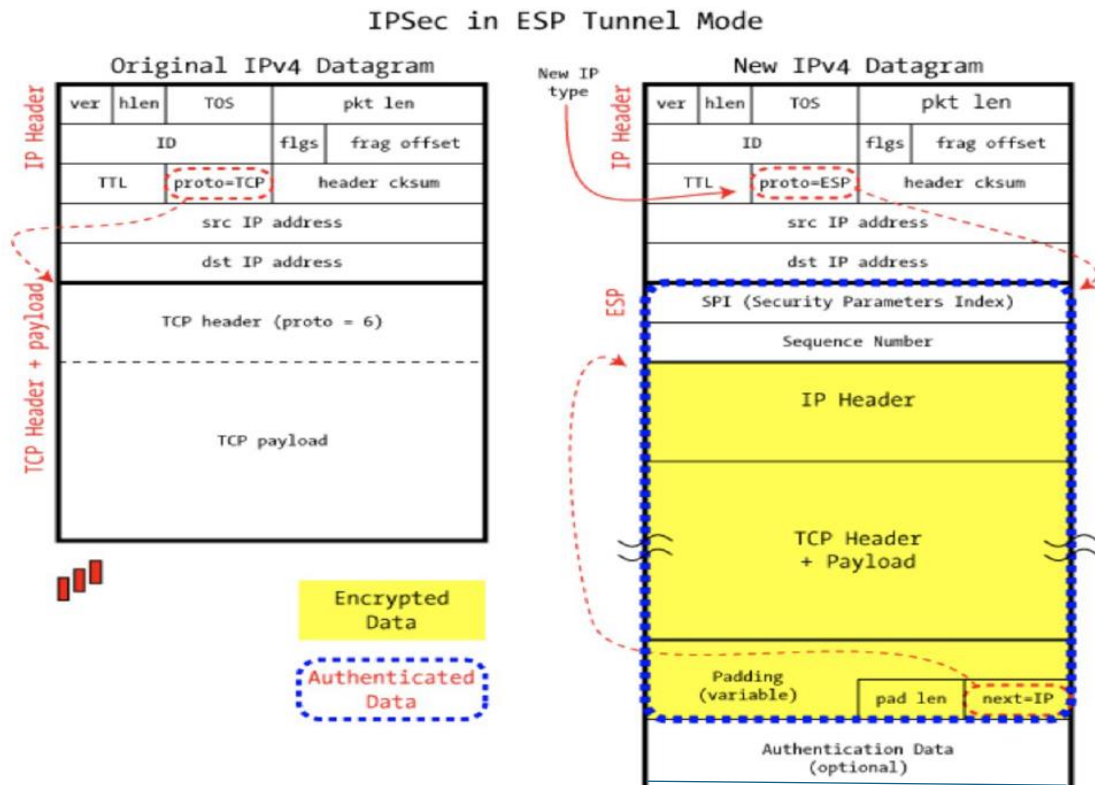 IPSec in ESP Tunnel Mode
Original IPv4 Datagram
IP Header
ver hlen TOS pkt len
ID flgs frag offset
TTL proto=TCP header cksum
src IP address
dst IP address
TCP Header + payload
TCP header (proto = 6)
TCP payload
Encrypted
Data
Authenticated
Data
New IP
type
New IPv4 Datagram
IP Header
ver hlen TOS pkt len
ID flgs frag offset
TTL proto=ESP header cksum
src IP address
dst IP address
ESP
SPI (Security Parameters Index)
Sequence Number
IP Header
TCP Header
+ Payload
Padding
(variable)
pad len next=IP
Authentication Data
(optional)